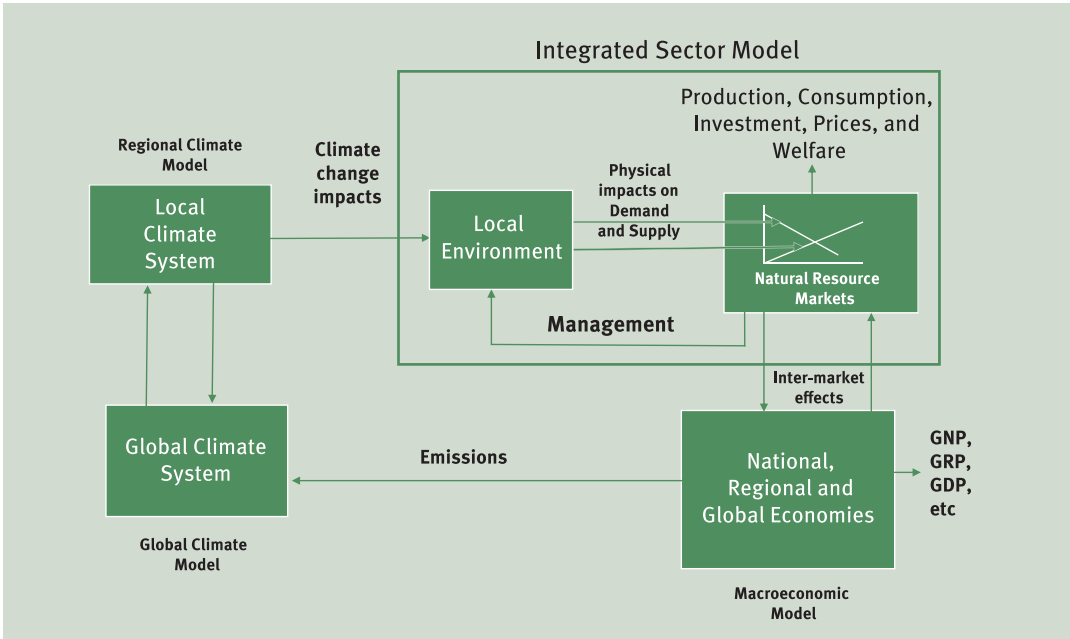 Integrated Sector Model
Production, Consumption,
Investment, Prices, and
Welfare
Regional Climate
Model
Climate
change
impacts
Physical
impacts on
Demand
and Supply
Local
Climate
System
Local
Environment
Natural Resource
Markets
Management
Inter-market
effects
Global Climate
System
Emissions
National,
Regional and
Global Economies
GNP,
GRP,
GDP,
etc
Global Climate
Model
Macroeconomic
Model